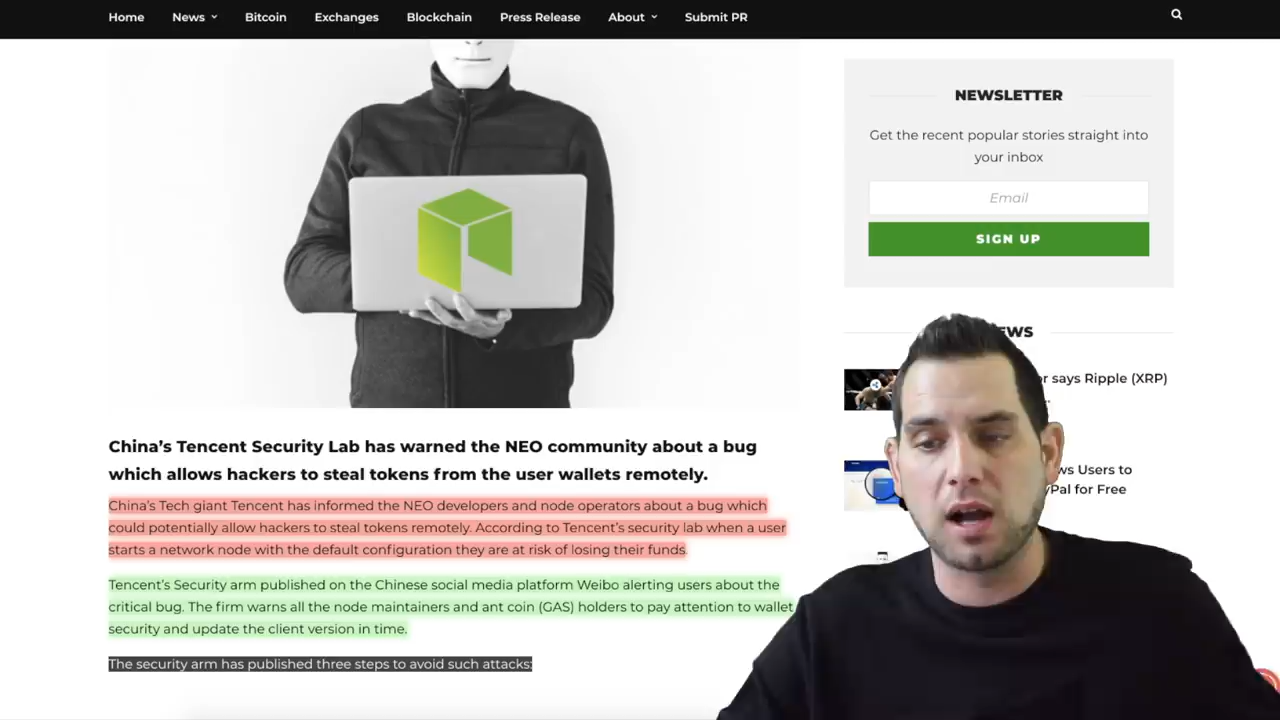 Home News Bitcoin Exchanges Blockchain Press Release About Submit PR
NEWSLETTER
Get the recent popular stories straight into
your inbox
Email
SIGN UP
says Ripple (XRP)
Users to
for Free
China's Tencent Security Lab has warned the NEO community about a bug
which allows hackers to steal tokens from the user wallets remotely.
China's Tech giant Tencent has informed the NEO developers and node operators about a bug which
could potentially allow hackers to steal tokens remotely. According to Tencent's security lab when a user
starts a network node with the default configuration they are at risk of losing their funds.
Tencent's Security arm published on the Chinese social media platform Weibo alerting users about the
critical bug. The firm warns all the node maintainers and ant coin (GAS) holders to pay attention to wallet
security and update the client version in time.
The security arm has published three steps to avoid such attacks: